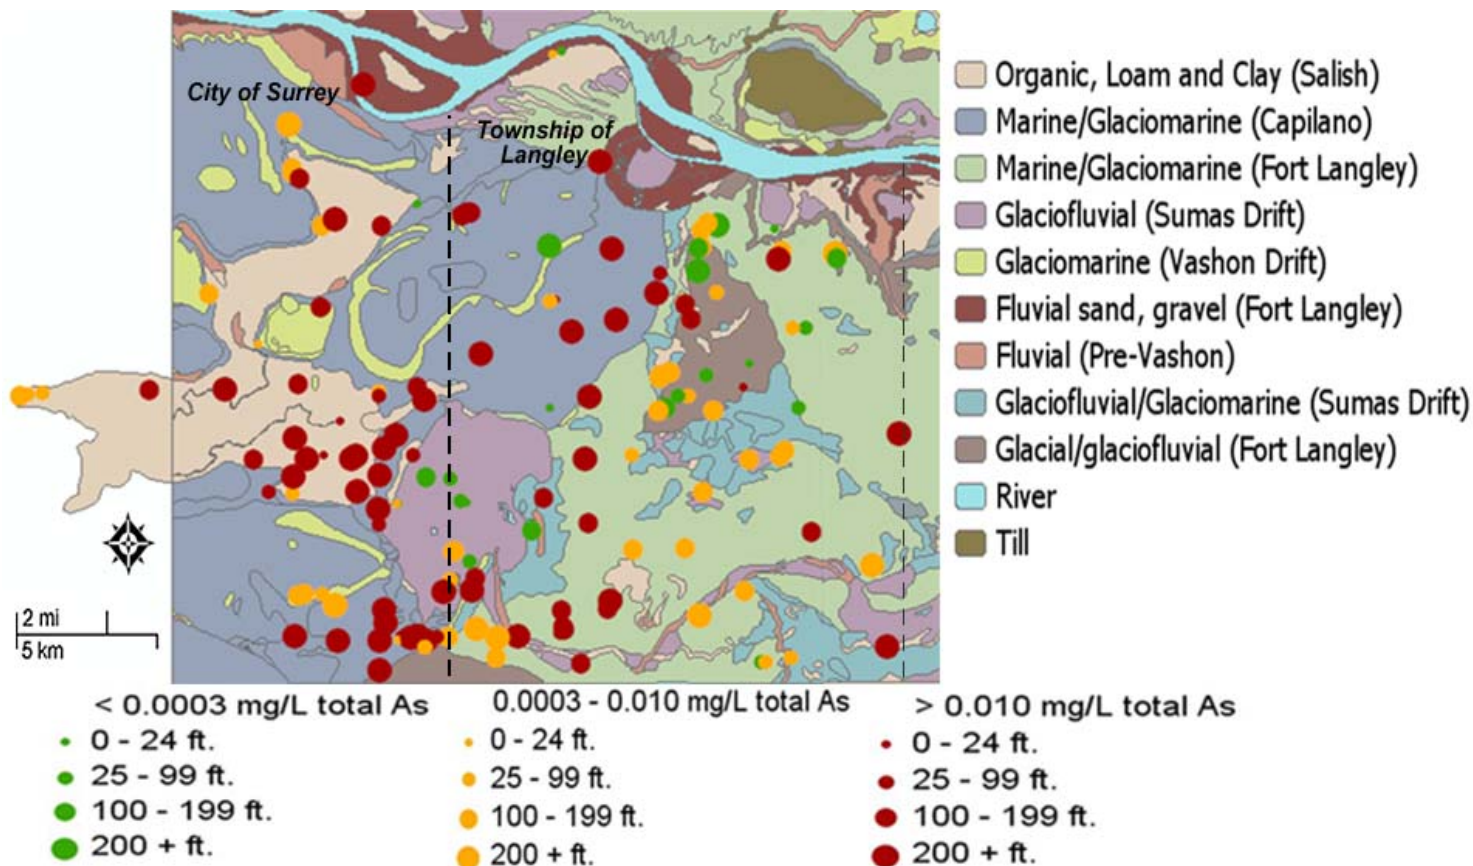 City of Surrey
Township of
Langley
Organic, Loam and Clay (Salish)
Marine/Glaciomarine (Capilano)
Marine/Glaciomarine (Fort Langley)
Glaciofluvial (Sumas Drift)
Glaciomarine (Vashon Drift)
Fluvial sand, gravel (Fort Langley)
Fluvial (Pre-Vashon)
Glaciofluvial/Glaciomarine (Sumas Drift)
Glacial/glaciofluvial (Fort Langley)
River
Till
2 mi
5 km
< 0.0003 mg/L total As
0 - 24 ft.
25 - 99 ft.
100 - 199 ft.
200 + ft.
0.0003 - 0.010 mg/L total As
0 - 24 ft.
25 - 99 ft.
100 - 199 ft.
200 + ft.
> 0.010 mg/L total As
0 - 24 ft.
25 - 99 ft.
100 - 199 ft.
200 + ft.